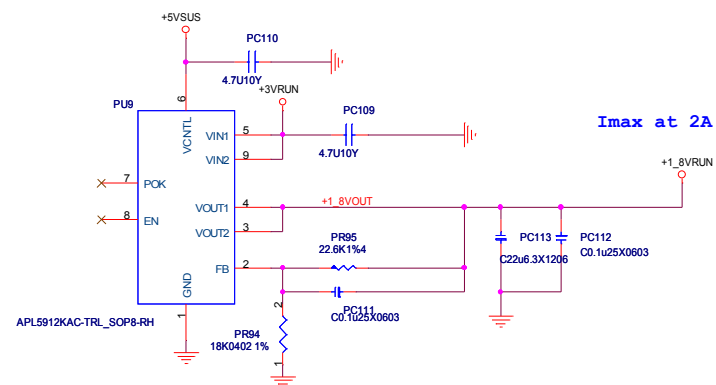 +5VSUS
PC110
4.7U10Y
+3VRUN
PU9
6
VCNTL
PC109
4.7U10Y
VIN1 5
VIN2 9
Imax at 2A
+1_8VRUN
7 POK
8 EN
VOUT1 4
+1_8VOUT
VOUT2 3
PR95
22.6K1%4
PC113
C22u6.3X1206
PC112
C0.1u25X0603
FB 2
GND
1
PC111
C0.1u25X0603
APL5912KAC-TRL_SOP8-RH
2
PR94
18K0402 1%
1